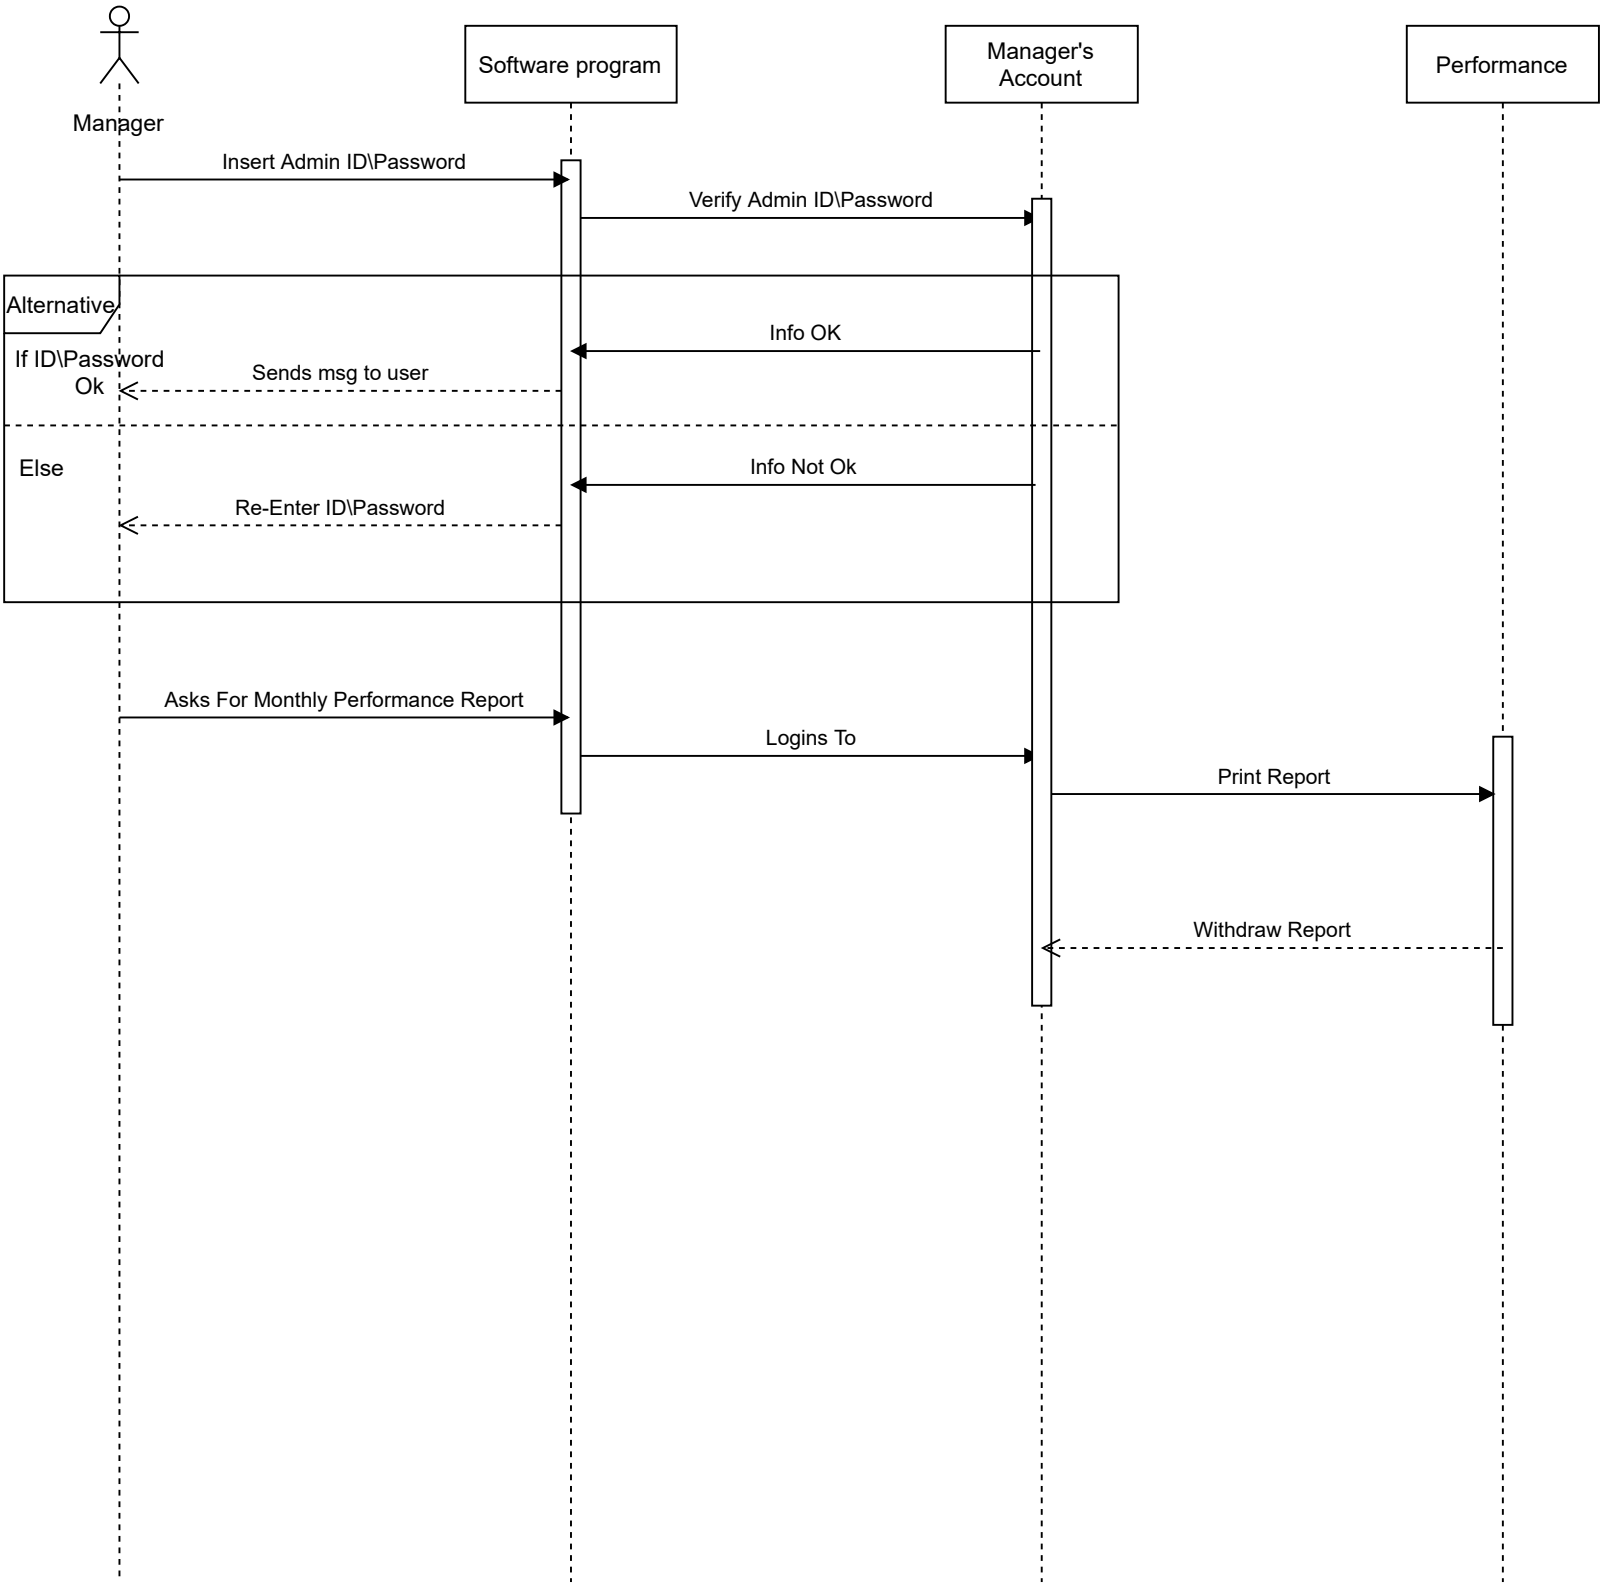 Manager
Software program
Manager's
Account
Performance
Insert Admin ID\Password
Verify Admin ID\Password
Alternative
Info OK
If ID\Password
Ok
Sends msg to user
Else
Info Not Ok
Re-Enter ID\Password
Asks For Monthly Performance Report
Logins To
Print Report
Withdraw Report